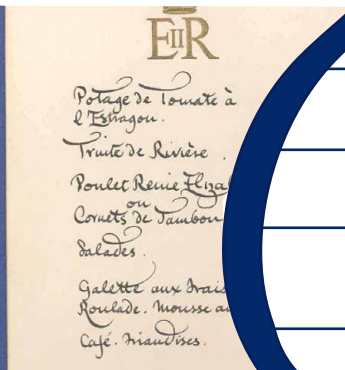 EIIR
Potage de Tomate à
l'Estragon.
Truite de Rivière.
Poulet Reine Eliza
ou
Cornets de Jambon
Salades.
Galette aux Frais
Roulade. Mousse au
Café. Friandises.